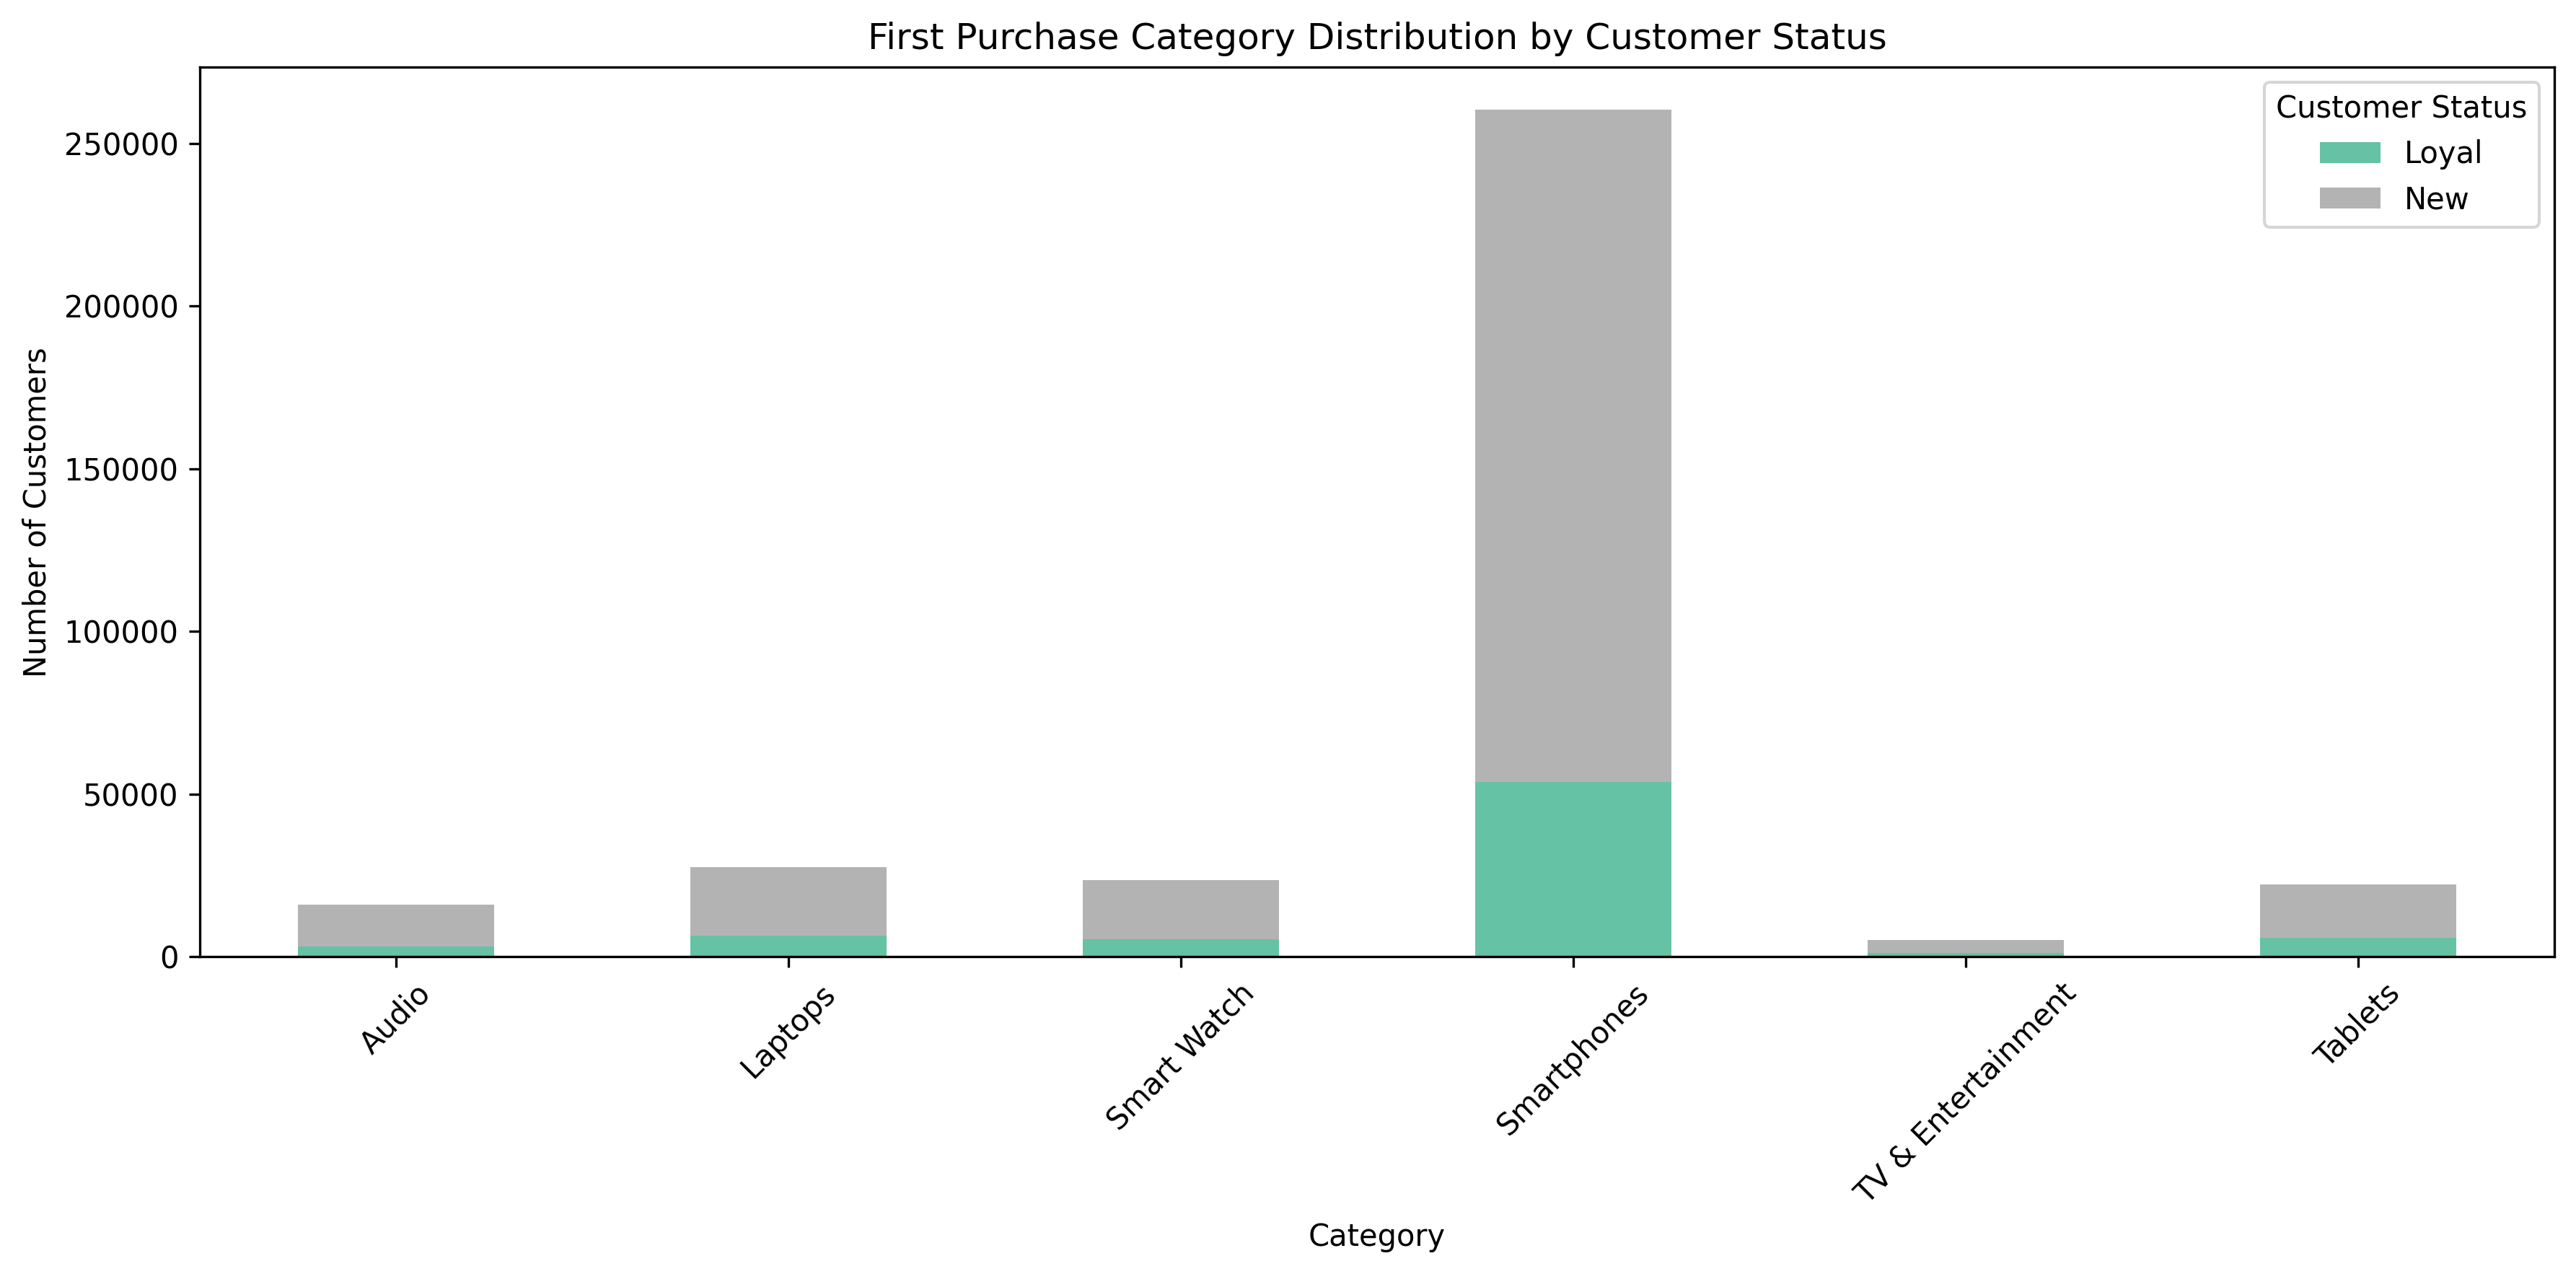 First Purchase Category Distribution by Customer Status
Customer Status
Loyal
New
Number of Customers
250000
200000
150000
100000
50000
0
Audio
Laptops
Smart Watch
Smartphones
TV & Entertainment
Tablets
Category